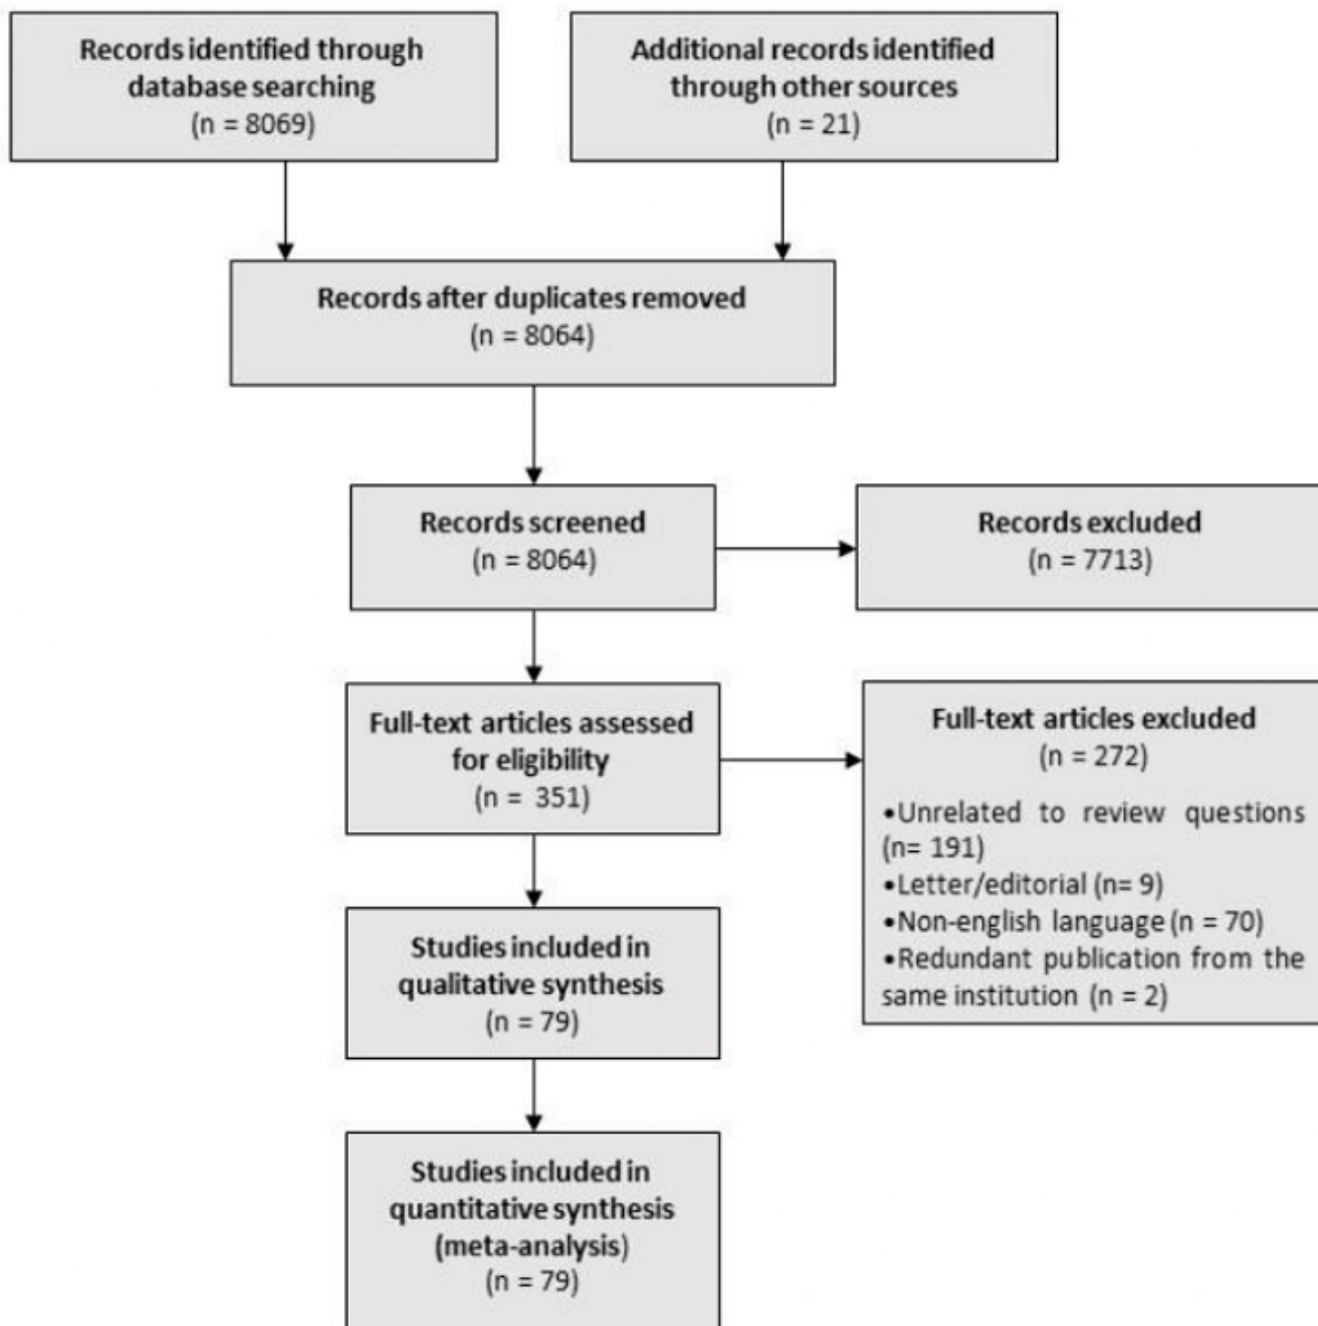 Records identified through
database searching
(n = 8069)
Additional records identified
through other sources
(n = 21)
Records after duplicates removed
(n = 8064)
Records screened
(n = 8064)
Records excluded
(n = 7713)
Full-text articles assessed
for eligibility
(n = 351)
Full-text articles excluded
(n = 272)
•Unrelated to review questions
(n= 191)
•Letter/editorial (n= 9)
•Non-english language (n = 70)
•Redundant publication from the
same institution (n = 2)
Studies included in
qualitative synthesis
(n = 79)
Studies included in
quantitative synthesis
(meta-analysis)
(n = 79)